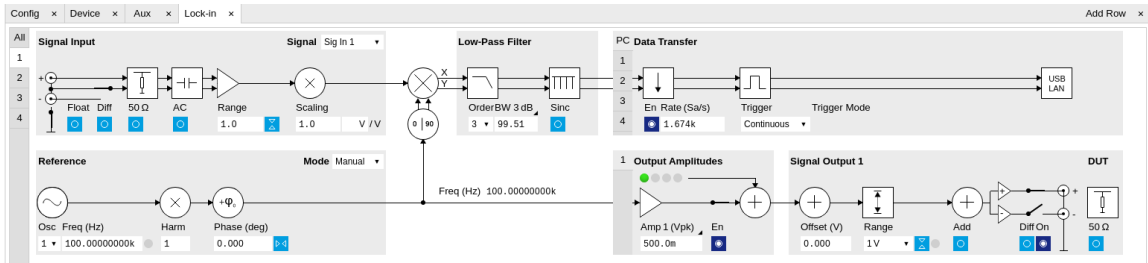 Config × Device × Aux × Lock-in × Add Row ×
All
1
2
3
4
Signal Input Signal Sig In 1
+
-
Float Diff 50 Ω AC Range Scaling
1.0 1.0 V / V
X
Y
0 90
Low-Pass Filter
Order BW 3 dB Sinc
3 99.51
PC Data Transfer
1
2
3
4
USB
LAN
En Rate (Sa/s) Trigger Trigger Mode
1.674k Continuous
Reference Mode Manual
+φ₀
Osc Freq (Hz) Harm Phase (deg)
1 100.00000000k 1 0.000
Freq (Hz) 100.00000000k
1 Output Amplitudes
Amp 1 (Vpk) En
500.0m
Signal Output 1 DUT
+ +
- -
Offset (V) Range Add Diff On 50 Ω
0.000 1 V